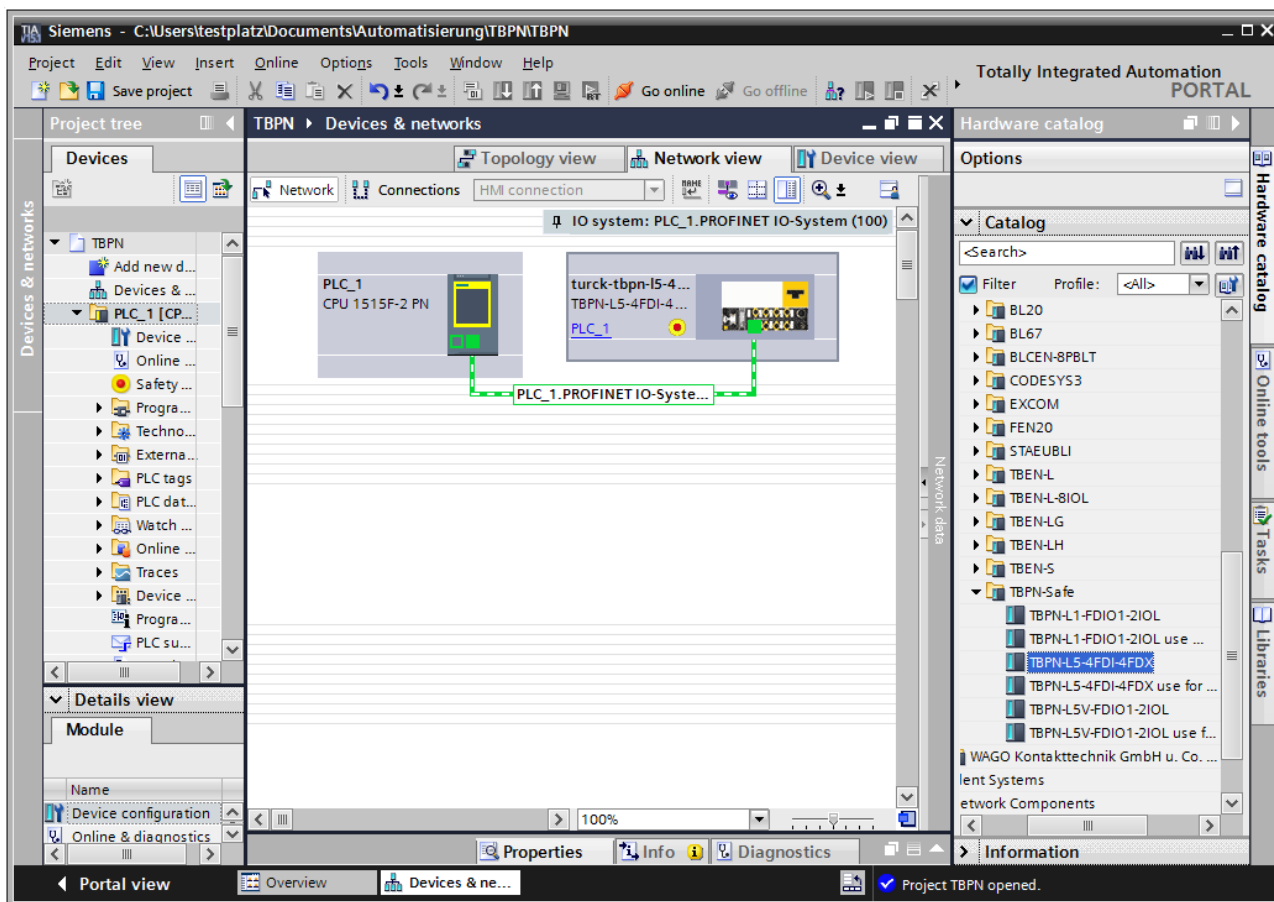 Siemens - C:\Users\testplatz\Documents\Automatisierung\TBPN\TBPN
Project Edit View Insert Online Options Tools Window Help
Totally Integrated Automation
PORTAL
Save project Go online Go offline
Project tree
TBPN Devices & networks
Hardware catalog
Devices
Topology view Network view Device view
Options
Network Connections HMI connection
IO system: PLC_1.PROFINET IO-System (100)
Catalog
<Search>
Filter Profile: <All>
TBPN
Add new d...
Devices & ...
PLC_1 [CP...
Device ...
Online ...
Safety ...
Progra...
Techno...
Externa...
PLC tags
PLC dat...
Watch ...
Online ...
Traces
Device ...
Progra...
PLC su...
PLC_1
CPU 1515F-2 PN
turck-tbpn-l5-4...
TBPN-L5-4FDI-4...
PLC_1
PLC_1.PROFINET IO-Syste...
BL20
BL67
BLCEN-8PBLT
CODESYS3
EXCOM
FEN20
STAEUBLI
TBEN-L
TBEN-L-8IOL
TBEN-LG
TBEN-LH
TBEN-S
TBPN-Safe
TBPN-L1-FDIO1-2IOL
TBPN-L1-FDIO1-2IOL use ...
TBPN-L5-4FDI-4FDX
TBPN-L5-4FDI-4FDX use for ...
TBPN-L5V-FDIO1-2IOL
TBPN-L5V-FDIO1-2IOL use f...
WAGO Kontakttechnik GmbH u. Co. ...
lent Systems
etwork Components
Information
Devices & networks
Network data
Hardware catalog
Online tools
Tasks
Libraries
Details view
Module
Name
Device configuration
Online & diagnostics
100%
Properties Info Diagnostics
Portal view Overview Devices & ne... Project TBPN opened.